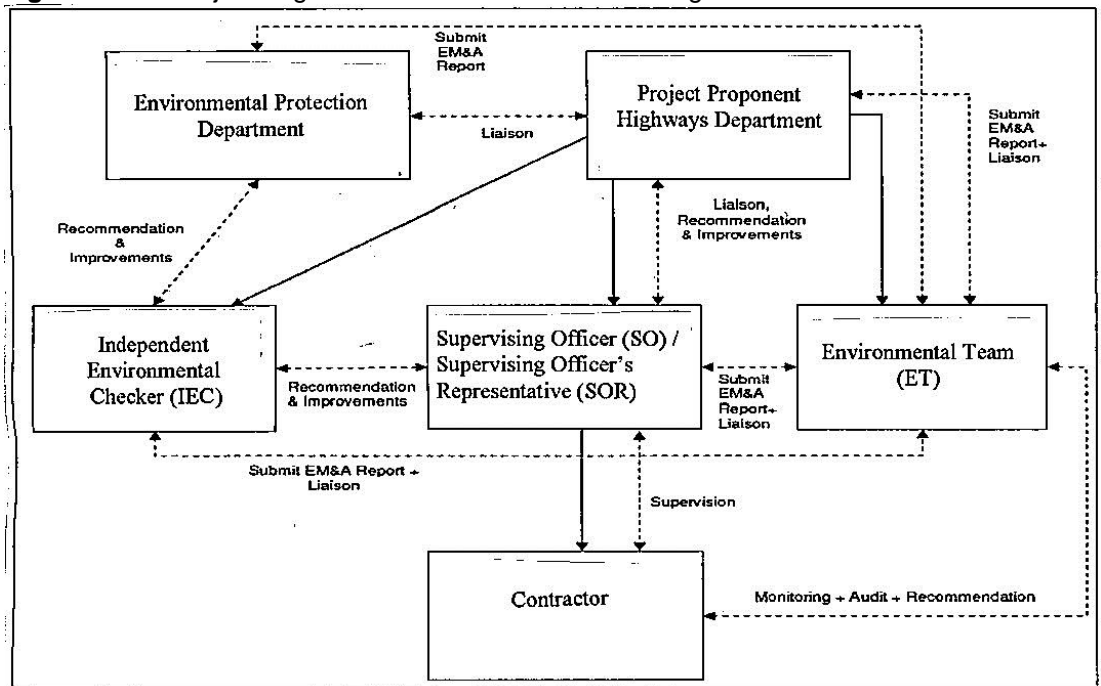 Submit
EM&A
Report
Environmental Protection
Department
Liaison
Project Proponent
Highways Department
Submit
EM&A
Report+
Liaison
Recommendation
&
Improvements
Liaison,
Recommendation
& Improvements
Independent
Environmental
Checker (IEC)
Recommendation
& Improvements
Supervising Officer (SO) /
Supervising Officer's
Representative (SOR)
Submit
EM&A
Report+
Liaison
Environmental Team
(ET)
Submit EM&A Report +
Liaison
Supervision
Contractor
Monitoring + Audit + Recommendation